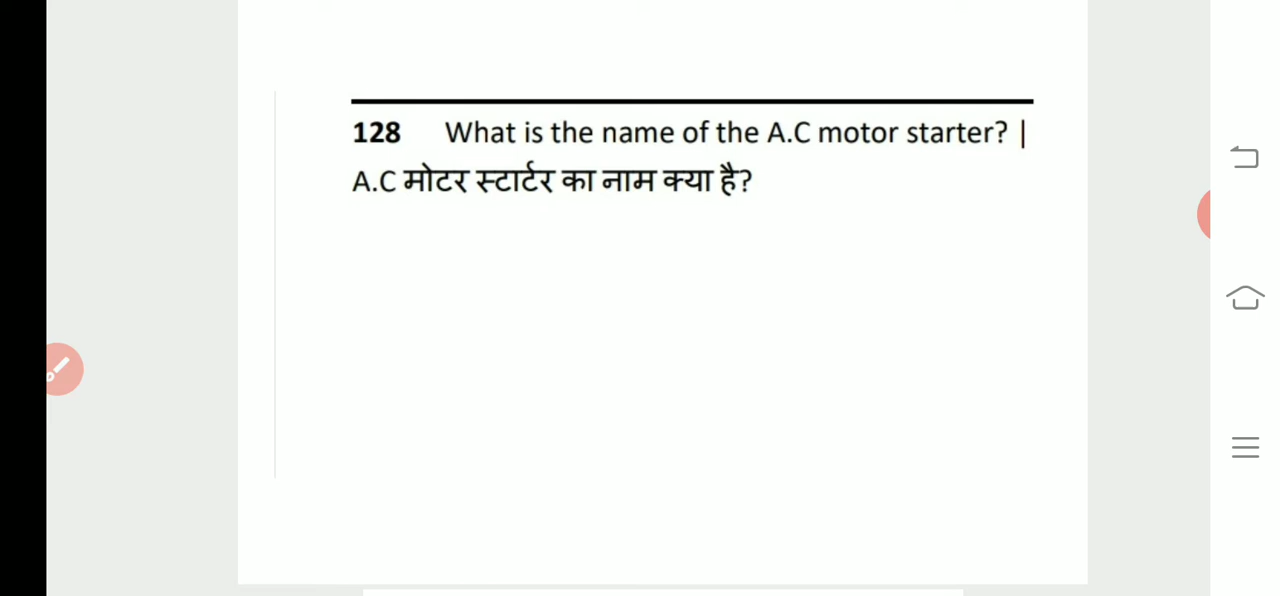 128 What is the name of the A.C motor starter? |
A.C मोटर स्टार्टर का नाम क्या है?